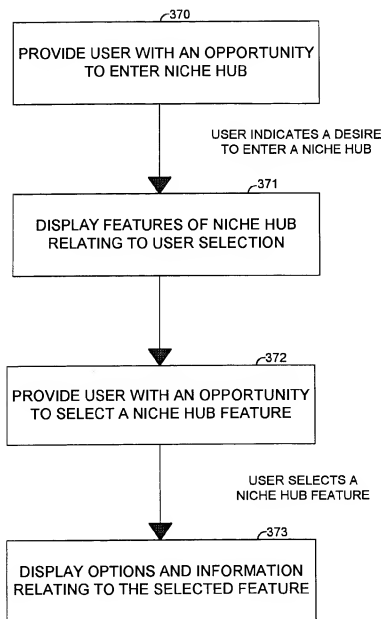 370
PROVIDE USER WITH AN OPPORTUNITY
TO ENTER NICHE HUB
USER INDICATES A DESIRE
TO ENTER A NICHE HUB
371
DISPLAY FEATURES OF NICHE HUB
RELATING TO USER SELECTION
372
PROVIDE USER WITH AN OPPORTUNITY
TO SELECT A NICHE HUB FEATURE
USER SELECTS A
NICHE HUB FEATURE
373
DISPLAY OPTIONS AND INFORMATION
RELATING TO THE SELECTED FEATURE